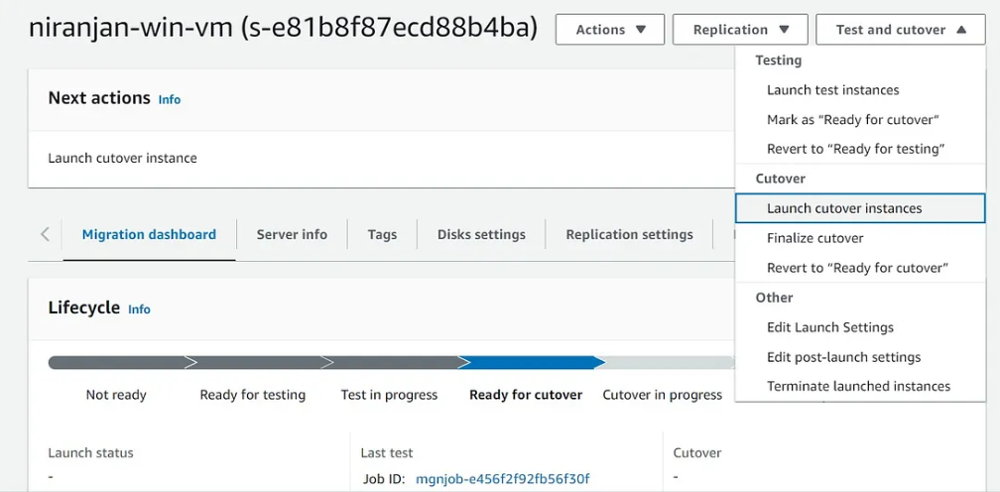 niranjan-win-vm (s-e81b8f87ecd88b4ba)
Actions
Replication
Test and cutover
Testing
Launch test instances
Mark as “Ready for cutover“
Revert to “Ready for testing”
Cutover
Launch cutover instances
Finalize cutover
Revert to “Ready for cutover”
Other
Edit Launch Settings
Edit post-launch settings
Terminate launched instances
Next actions Info
Launch cutover instance
Migration dashboard
Server info
Tags
Disks settings
Replication settings
Lifecycle Info
Not ready
Ready for testing
Test in progress
Ready for cutover
Cutover in progress
Launch status
-
Last test
Job ID: mgnjob-e456f2f92fb56f30f
Cutover
-